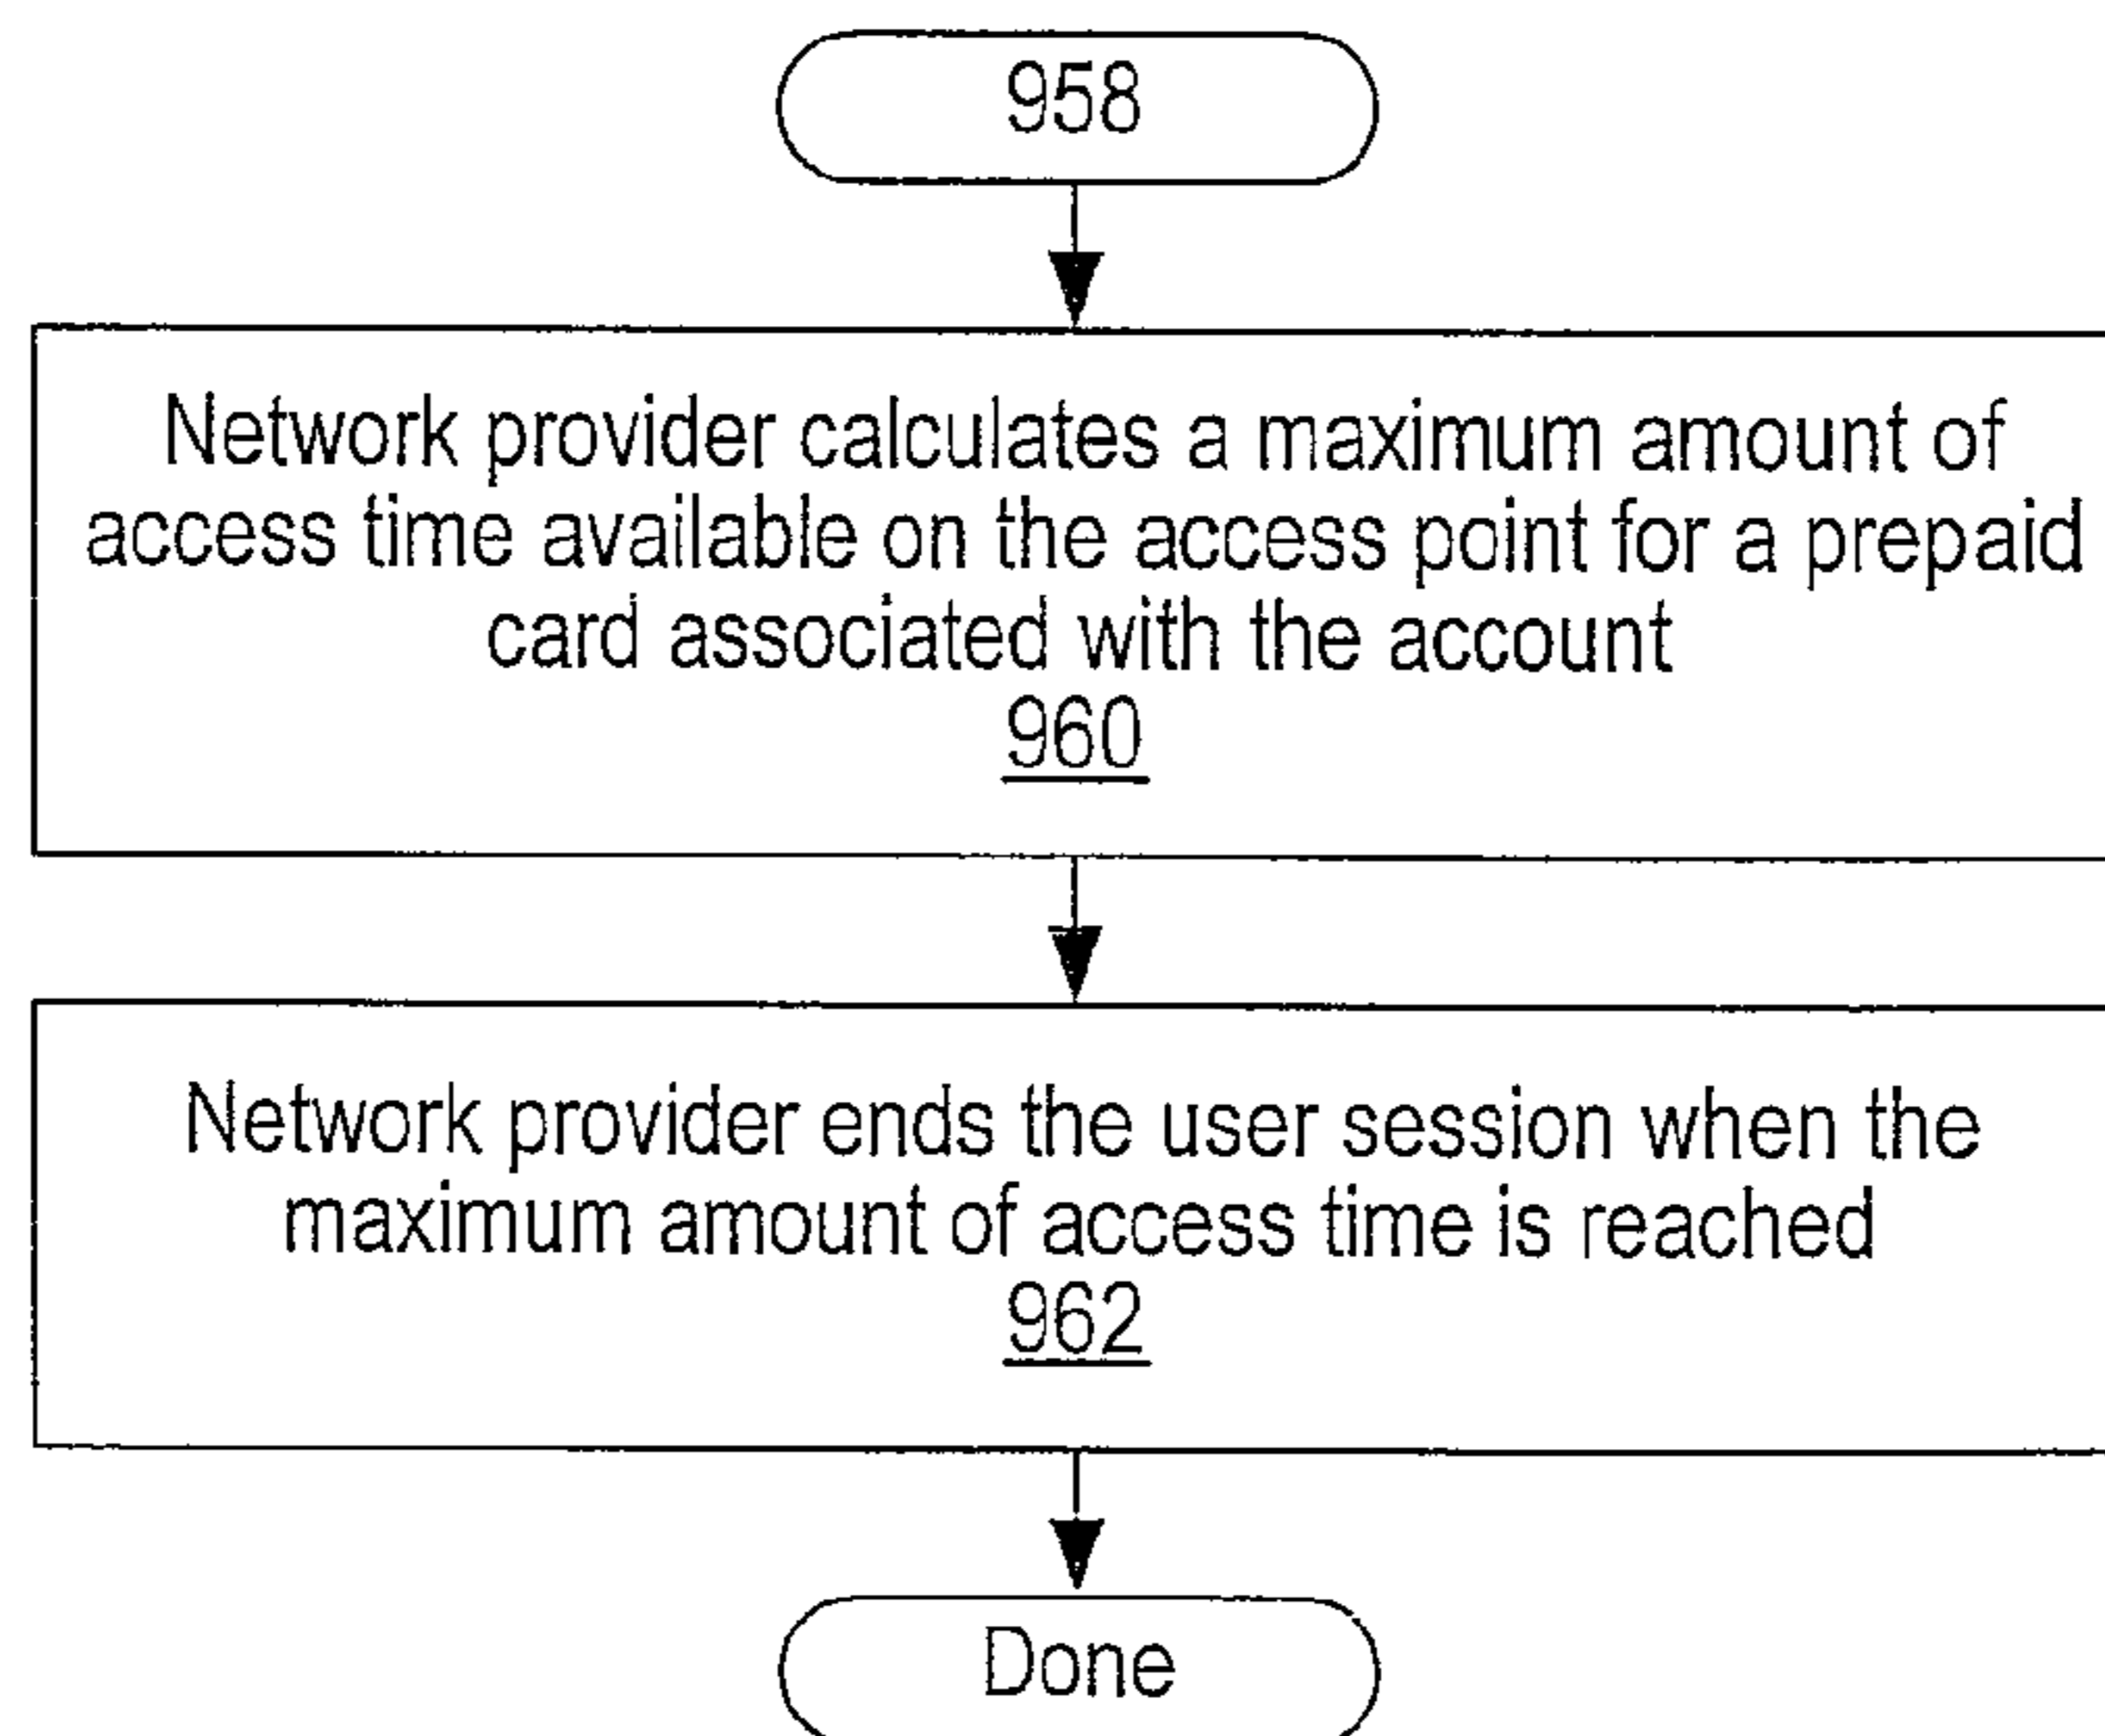 958
Network provider calculates a maximum amount of
access time available on the access point for a prepaid
card associated with the account
960
Network provider ends the user session when the
maximum amount of access time is reached
962
Done